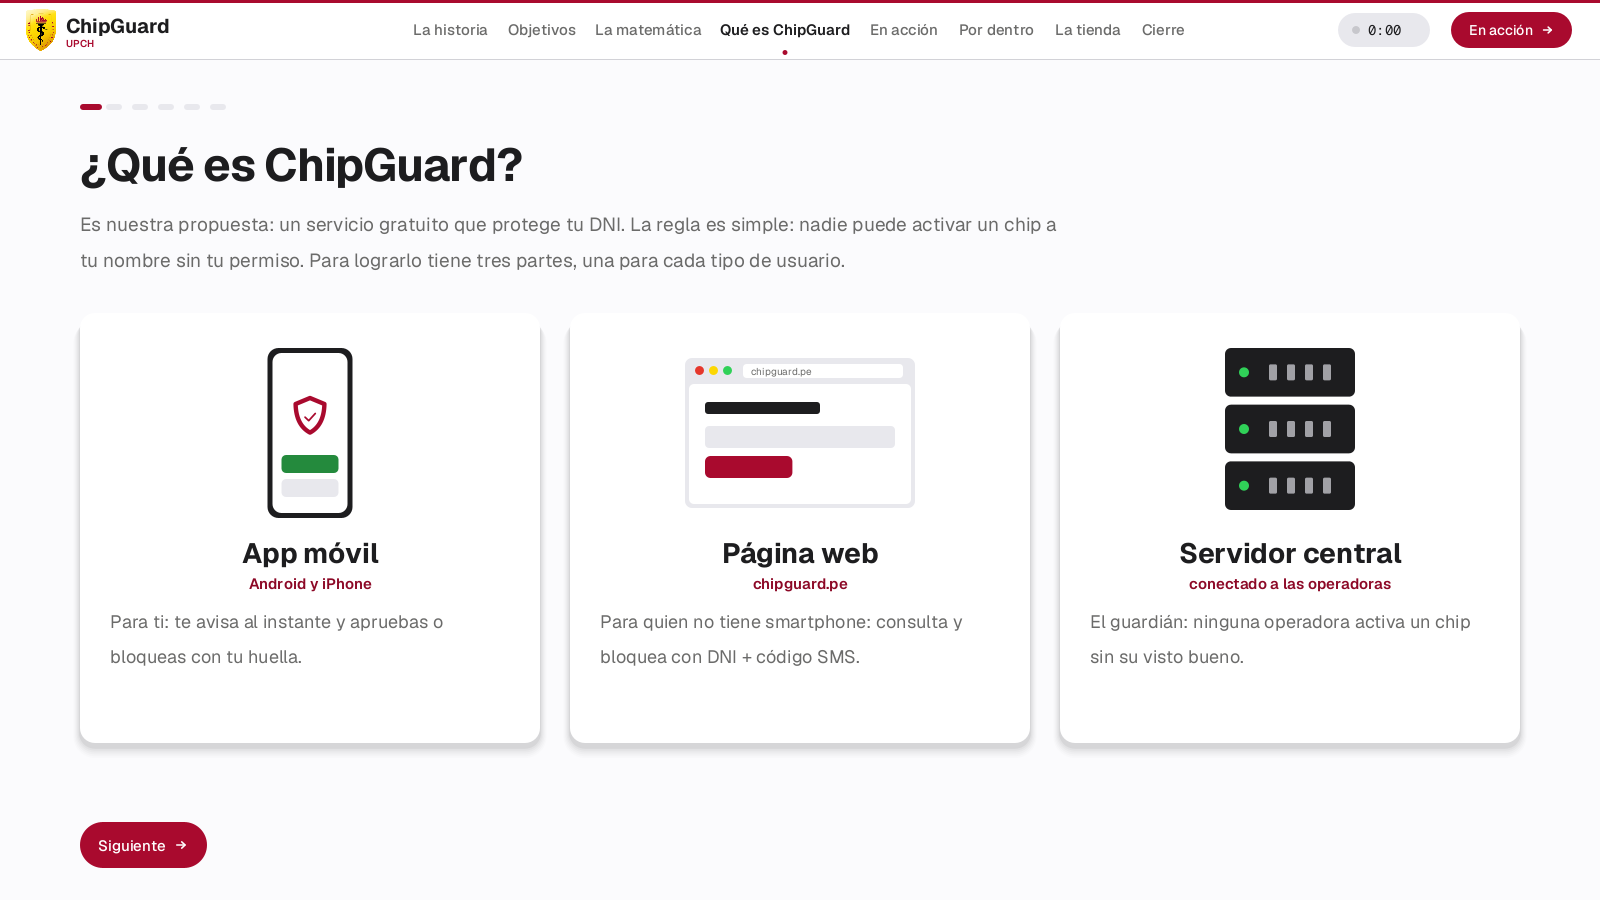 ChipGuard
UPCH
La historia
Objetivos
La matemática
Qué es ChipGuard
En acción
Por dentro
La tienda
Cierre
0:00
En acción →
¿Qué es ChipGuard?
Es nuestra propuesta: un servicio gratuito que protege tu DNI. La regla es simple: nadie puede activar un chip a
tu nombre sin tu permiso. Para lograrlo tiene tres partes, una para cada tipo de usuario.
App móvil
Android y iPhone
Para ti: te avisa al instante y apruebas o
bloqueas con tu huella.
chipguard.pe
Página web
chipguard.pe
Para quien no tiene smartphone: consulta y
bloquea con DNI + código SMS.
Servidor central
conectado a las operadoras
El guardián: ninguna operadora activa un chip
sin su visto bueno.
Siguiente →